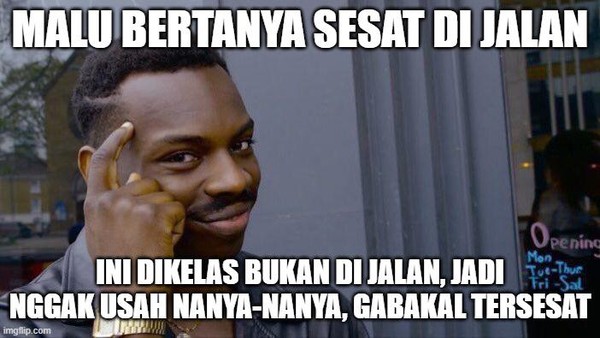 MALU BERTANYA SESAT DI JALAN
Opening
Mon
Tue-Thur
Fri -Sal
INI DIKELAS BUKAN DI JALAN, JADI
NGGAK USAH NANYA-NANYA, GABAKAL TERSESAT
imgflip.com